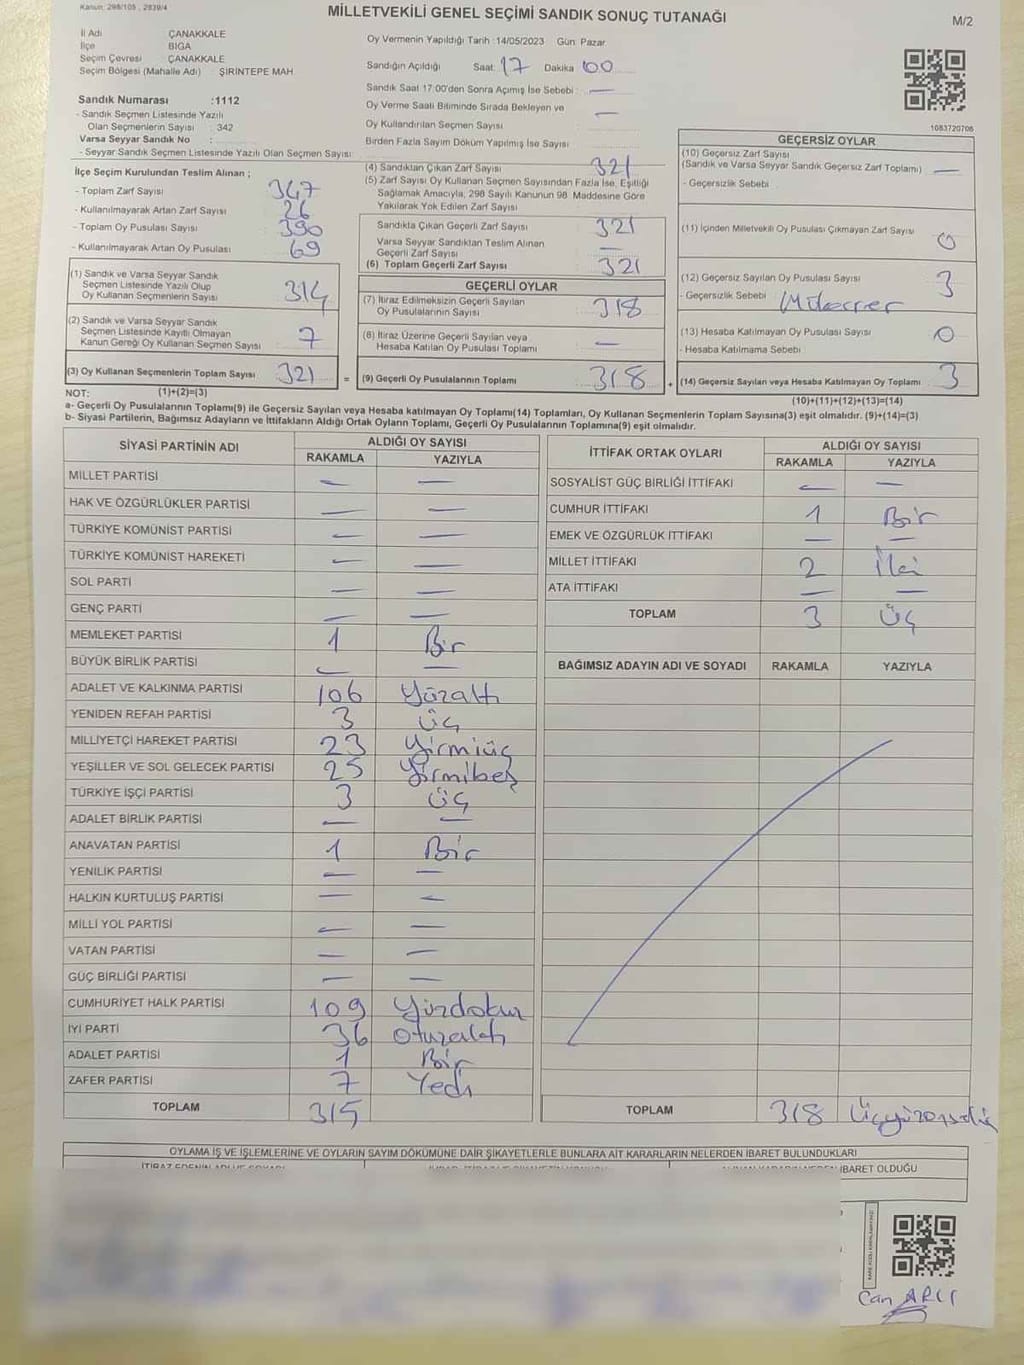 Kanun: 298/105 , 2839/4
MİLLETVEKİLİ GENEL SEÇİMİ SANDIK SONUÇ TUTANAĞI
M/2
İl Adı ÇANAKKALE
İlçe BİGA
Seçim Çevresi ÇANAKKALE
Seçim Bölgesi (Mahalle Adı) : ŞİRİNTEPE MAH
Sandık Numarası :1112
- Sandık Seçmen Listesinde Yazılı
Olan Seçmenlerin Sayısı : 342
Varsa Seyyar Sandık No :
- Seyyar Sandık Seçmen Listesinde Yazılı Olan Seçmen Sayısı:
Oy Vermenin Yapıldığı Tarih :14/05/2023 Gün: Pazar
Sandığın Açıldığı Saat: 17 Dakika 00
Sandık Saat 17:00'den Sonra Açımış İse Sebebi : —
Oy Verme Saati Bitiminde Sırada Bekleyen ve
Oy Kullandırılan Seçmen Sayısı —
Birden Fazla Sayım Döküm Yapılmış İse Sayısı
1083720706
İlçe Seçim Kurulundan Teslim Alınan ;
- Toplam Zarf Sayısı 347
- Kullanılmayarak Artan Zarf Sayısı 26
- Toplam Oy Pusulası Sayısı 390
- Kullanılmayarak Artan Oy Pusulası 69
(1) Sandık ve Varsa Seyyar Sandık
Seçmen Listesinde Yazılı Olup
Oy Kullanan Seçmenlerin Sayısı 314
(2) Sandık ve Varsa Seyyar Sandık
Seçmen Listesinde Kayıtlı Olmayan
Kanun Gereği Oy Kullanan Seçmen Sayısı 7
(3) Oy Kullanan Seçmenlerin Toplam Sayısı 321
(1)+(2)=(3)
(4) Sandıktan Çıkan Zarf Sayısı 321
(5) Zarf Sayısı Oy Kullanan Seçmen Sayısından Fazla İse, Eşitliği
Sağlamak Amacıyla, 298 Sayılı Kanunun 98. Maddesine Göre
Yakılarak Yok Edilen Zarf Sayısı
Sandıkta Çıkan Geçerli Zarf Sayısı 321
Varsa Seyyar Sandıktan Teslim Alınan
Geçerli Zarf Sayısı —
(6) Toplam Geçerli Zarf Sayısı 321
GEÇERLİ OYLAR
(7) İtiraz Edilmeksizin Geçerli Sayılan
Oy Pusulalarının Sayısı 318
(8) İtiraz Üzerine Geçerli Sayılan veya
Hesaba Katılan Oy Pusulası Toplamı —
= (9) Geçerli Oy Pusulalarının Toplamı 318
GEÇERSİZ OYLAR
(10) Geçersiz Zarf Sayısı
(Sandık ve Varsa Seyyar Sandık Geçersiz Zarf Toplamı) —
- Geçersizlik Sebebi
(11) İçinden Milletvekili Oy Pusulası Çıkmayan Zarf Sayısı 0
(12) Geçersiz Sayılan Oy Pusulası Sayısı 3
- Geçersizlik Sebebi Mükerrer
(13) Hesaba Katılmayan Oy Pusulası Sayısı 0
- Hesaba Katılmama Sebebi
+ (14) Geçersiz Sayılan veya Hesaba Katılmayan Oy Toplamı 3
(10)+(11)+(12)+(13)=(14)
NOT:
a- Geçerli Oy Pusulalarının Toplamı(9) ile Geçersiz Sayılan veya Hesaba katılmayan Oy Toplamı(14) Toplamları, Oy Kullanan Seçmenlerin Toplam Sayısına(3) eşit olmalıdır. (9)+(14)=(3)
b- Siyasi Partilerin, Bağımsız Adayların ve İttifakların Aldığı Ortak Oyların Toplamı, Geçerli Oy Pusulalarının Toplamına(9) eşit olmalıdır.
SİYASİ PARTİNİN ADI ALDIĞI OY SAYISI
RAKAMLA YAZIYLA
MİLLET PARTİSİ — —
HAK VE ÖZGÜRLÜKLER PARTİSİ — —
TÜRKİYE KOMÜNİST PARTİSİ — —
TÜRKİYE KOMÜNİST HAREKETİ — —
SOL PARTİ — —
GENÇ PARTİ — —
MEMLEKET PARTİSİ 1 Bir
BÜYÜK BİRLİK PARTİSİ — —
ADALET VE KALKINMA PARTİSİ 106 Yüzaltı
YENİDEN REFAH PARTİSİ 3 üç
MİLLİYETÇİ HAREKET PARTİSİ 23 Yirmiüç
YEŞİLLER VE SOL GELECEK PARTİSİ 25 Yirmibeş
TÜRKİYE İŞÇİ PARTİSİ 3 üç
ADALET BİRLİK PARTİSİ — —
ANAVATAN PARTİSİ 1 Bir
YENİLİK PARTİSİ — —
HALKIN KURTULUŞ PARTİSİ — —
MİLLİ YOL PARTİSİ — —
VATAN PARTİSİ — —
GÜÇ BİRLİĞİ PARTİSİ — —
CUMHURİYET HALK PARTİSİ 109 Yüzdokuz
İYİ PARTİ 36 Otuzaltı
ADALET PARTİSİ 1 Bir
ZAFER PARTİSİ 7 Yedi
TOPLAM 315
İTTİFAK ORTAK OYLARI ALDIĞI OY SAYISI
RAKAMLA YAZIYLA
SOSYALİST GÜÇ BİRLİĞİ İTTİFAKI — —
CUMHUR İTTİFAKI 1 Bir
EMEK VE ÖZGÜRLÜK İTTİFAKI — —
MİLLET İTTİFAKI 2 İki
ATA İTTİFAKI — —
TOPLAM 3 Üç
BAĞIMSIZ ADAYIN ADI VE SOYADI RAKAMLA YAZIYLA
TOPLAM 318 Üçyüzonsekiz
OYLAMA İŞ VE İŞLEMLERİNE VE OYLARIN SAYIM DÖKÜMÜNE DAİR ŞİKAYETLERLE BUNLARA AİT KARARLARIN NELERDEN İBARET BULUNDUKLARI
İBARET OLDUĞU
Can ARLI